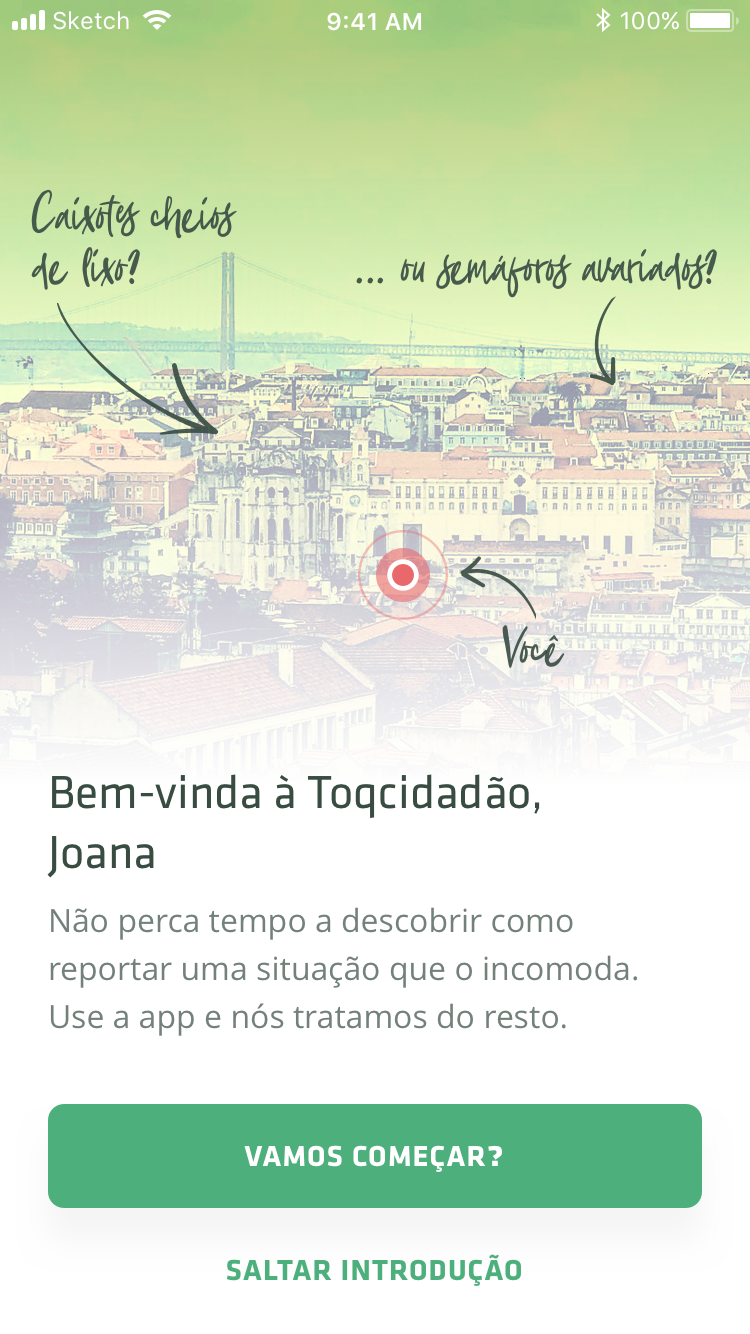 Sketch 9:41 AM 100%
Caixotes cheios
de lixo?
... ou semáforos avariados?
Você
Bem-vinda à Toqcidadão,
Joana
Não perca tempo a descobrir como
reportar uma situação que o incomoda.
Use a app e nós tratamos do resto.
VAMOS COMEÇAR?
SALTAR INTRODUÇÃO